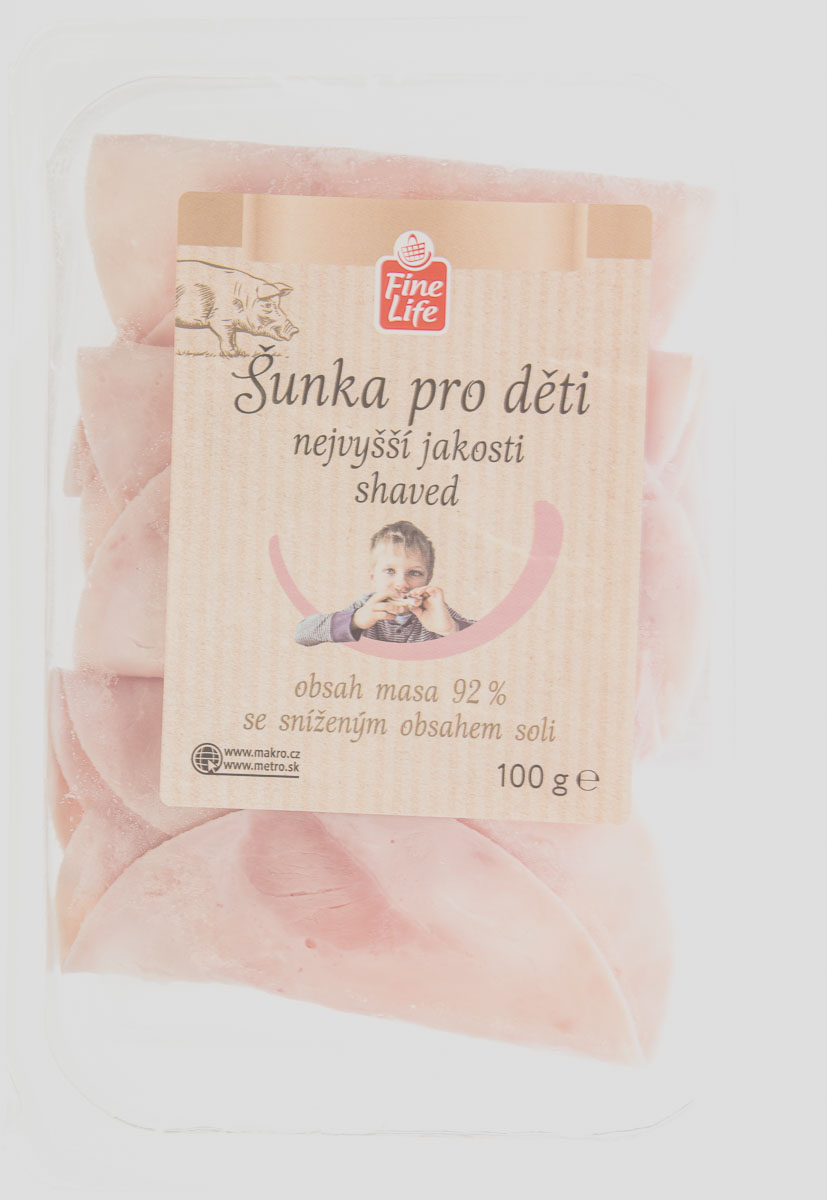 Fine
Life
Šunka pro děti
nejvyšší jakosti
shaved
obsah masa 92 %
se sníženým obsahem soli
www.makro.cz
www.metro.sk
100 g ℮